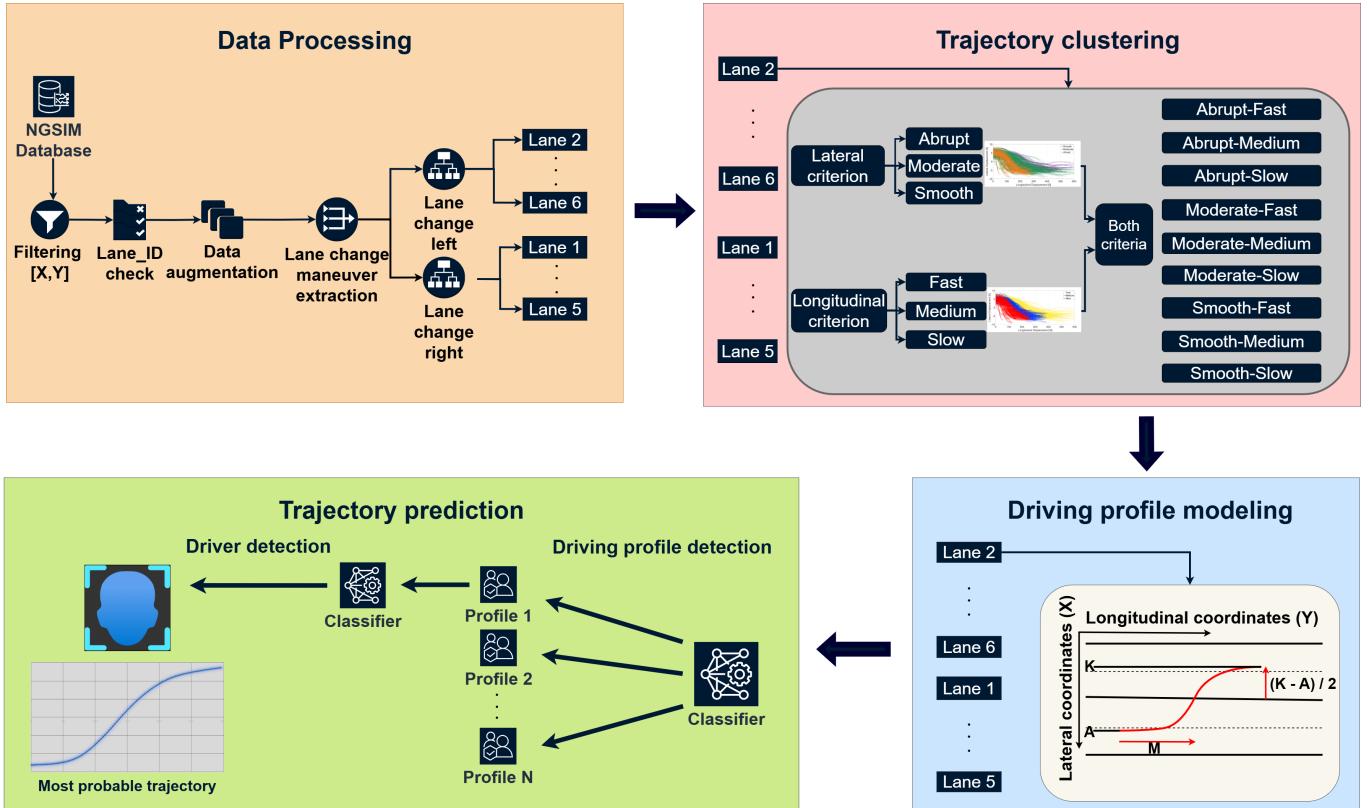 Data Processing
NGSIM
Database
Filtering
[X,Y]
Lane_ID
check
Data
augmentation
Lane change
maneuver
extraction
Lane
change
left
Lane
change
right
Lane 2
Lane 6
Lane 1
Lane 5
Trajectory clustering
Lane 2
Lane 6
Lane 1
Lane 5
Lateral
criterion
Abrupt
Moderate
Smooth
Longitudinal
criterion
Fast
Medium
Slow
Both
criteria
Abrupt-Fast
Abrupt-Medium
Abrupt-Slow
Moderate-Fast
Moderate-Medium
Moderate-Slow
Smooth-Fast
Smooth-Medium
Smooth-Slow
Trajectory prediction
Driver detection
Driving profile detection
Classifier
Profile 1
Profile 2
Profile N
Classifier
Most probable trajectory
Driving profile modeling
Lane 2
Lane 6
Lane 1
Lane 5
Longitudinal coordinates (Y)
Lateral coordinates (X)
K
(K - A) / 2
A
M